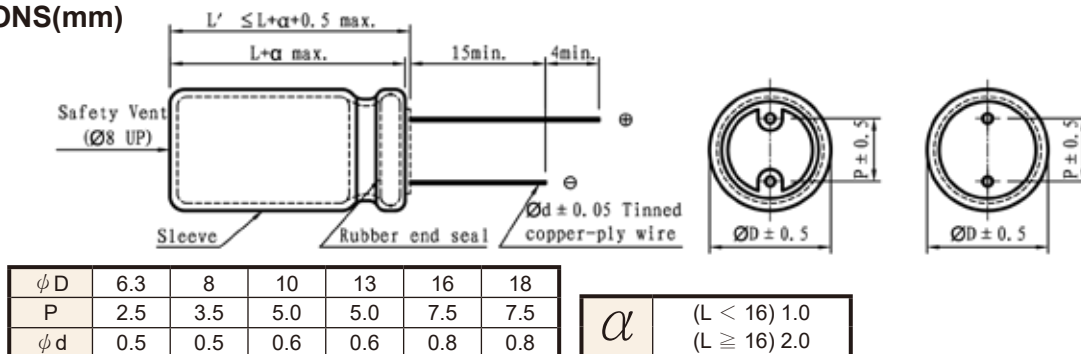 ONS(mm)
L' ≤L+α+0.5 max.
L+α max.
15min.
4min.
Safety Vent
(Ø8 UP)
⊕
⊖
Sleeve
Rubber end seal
Ød ± 0.05 Tinned
copper-ply wire
P ± 0.5
ØD ± 0.5
P ± 0.5
ØD ± 0.5
φD 6.3 8 10 13 16 18
P 2.5 3.5 5.0 5.0 7.5 7.5
φd 0.5 0.5 0.6 0.6 0.8 0.8
α
(L < 16) 1.0
(L ≧ 16) 2.0